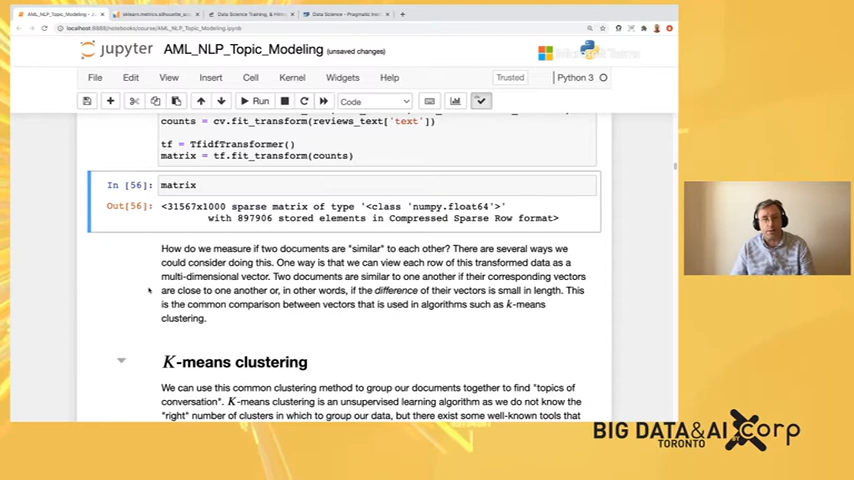 AML_NLP_Topic_Modeling.ipynb
sklearn.metrics.silhouette_s
Data Science - Pragmatic Ins
localhost:8888/notebooks/course/AML_NLP_Topic_Modeling.ipynb
jupyter AML_NLP_Topic_Modeling (unsaved changes)
File Edit View Insert Cell Kernel Widgets Help
Trusted Python 3
Run Code
counts = cv.fit_transform(reviews_text['text'])
tf = TfidfTransformer()
matrix = tf.fit_transform(counts)
In [56]: matrix
Out[56]: <31567x1000 sparse matrix of type '<class 'numpy.float64'>'
with 897906 stored elements in Compressed Sparse Row format>
How do we measure if two documents are "similar" to each other? There are several ways we
could consider doing this. One way is that we can view each row of this transformed data as a
multi-dimensional vector. Two documents are similar to one another if their corresponding vectors
are close to one another or, in other words, if the difference of their vectors is small in length. This
is the common comparison between vectors that is used in algorithms such as k-means
clustering.
K-means clustering
We can use this common clustering method to group our documents together to find "topics of
conversation". K-means clustering is an unsupervised learning algorithm as we do not know the
"right" number of clusters in which to group our data, but there exist some well-known tools that
BIG DATA & AI
TORONTO
BY
corp